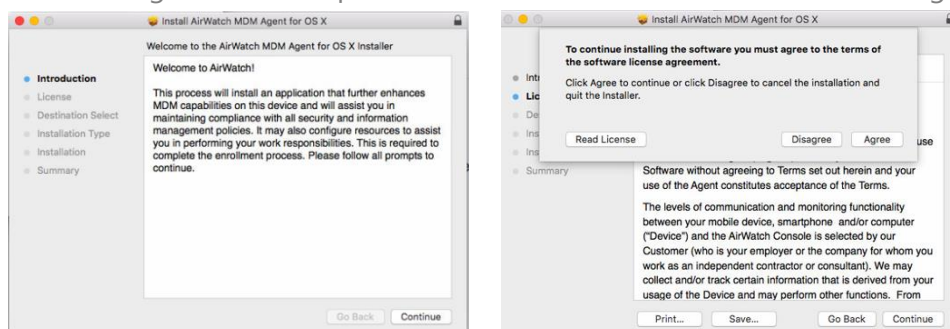 Install AirWatch MDM Agent for OS X
Welcome to the AirWatch MDM Agent for OS X Installer
Introduction
License
Destination Select
Installation Type
Installation
Summary
Welcome to AirWatch!
This process will install an application that further enhances
MDM capabilities on this device and will assist you in
maintaining compliance with all security and information
management policies. It may also configure resources to assist
you in performing your work responsibilities. This is required to
complete the enrollment process. Please follow all prompts to
continue.
Go Back
Continue
Install AirWatch MDM Agent for OS X
To continue installing the software you must agree to the terms of
the software license agreement.
Click Agree to continue or click Disagree to cancel the installation and
quit the Installer.
Read License
Disagree
Agree
Int
Lic
De
Ins
Ins
Summary
use
Software without agreeing to Terms set out herein and your
use of the Agent constitutes acceptance of the Terms.
The levels of communication and monitoring functionality
between your mobile device, smartphone and/or computer
("Device") and the AirWatch Console is selected by our
Customer (who is your employer or the company for whom you
work as an independent contractor or consultant). We may
collect and/or track certain information that is derived from your
usage of the Device and may perform other functions. From
Print...
Save...
Go Back
Continue